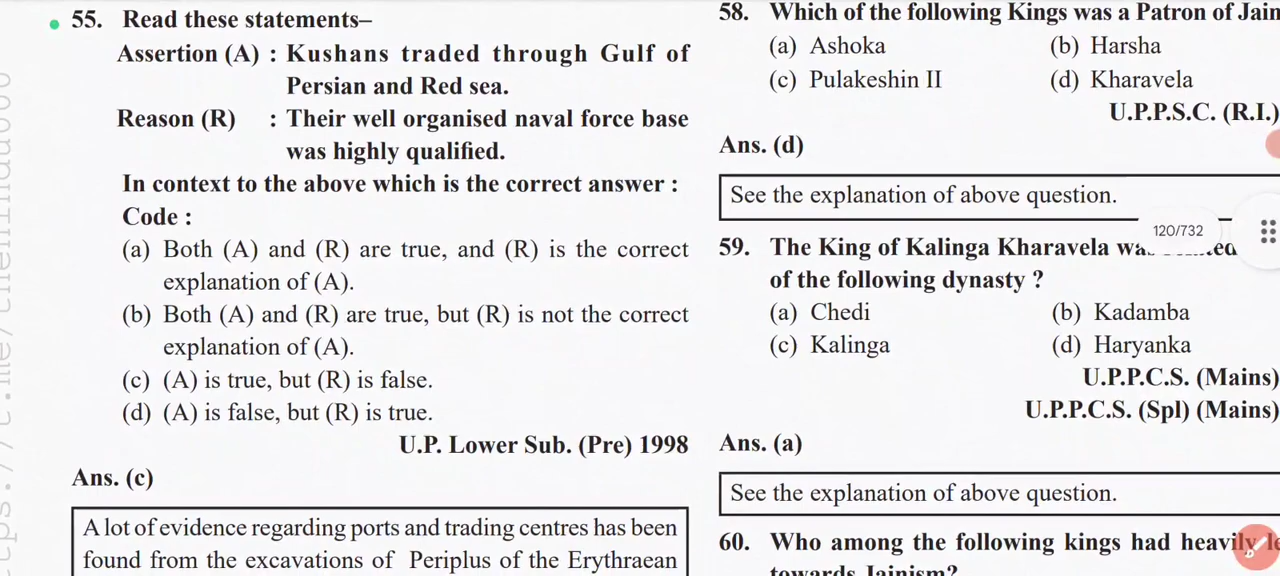 55. Read these statements–
Assertion (A) : Kushans traded through Gulf of
Persian and Red sea.
Reason (R) : Their well organised naval force base
was highly qualified.
In context to the above which is the correct answer :
Code :
(a) Both (A) and (R) are true, and (R) is the correct
explanation of (A).
(b) Both (A) and (R) are true, but (R) is not the correct
explanation of (A).
(c) (A) is true, but (R) is false.
(d) (A) is false, but (R) is true.
U.P. Lower Sub. (Pre) 1998
Ans. (c)
A lot of evidence regarding ports and trading centres has been
found from the excavations of Periplus of the Erythraean
58. Which of the following Kings was a Patron of Jain
(a) Ashoka (b) Harsha
(c) Pulakeshin II (d) Kharavela
U.P.P.S.C. (R.I.)
Ans. (d)
See the explanation of above question.
120/732
59. The King of Kalinga Kharavela
of the following dynasty ?
(a) Chedi (b) Kadamba
(c) Kalinga (d) Haryanka
U.P.P.C.S. (Mains)
U.P.P.C.S. (Spl) (Mains)
Ans. (a)
See the explanation of above question.
60. Who among the following kings had heavily
towards Jainism?